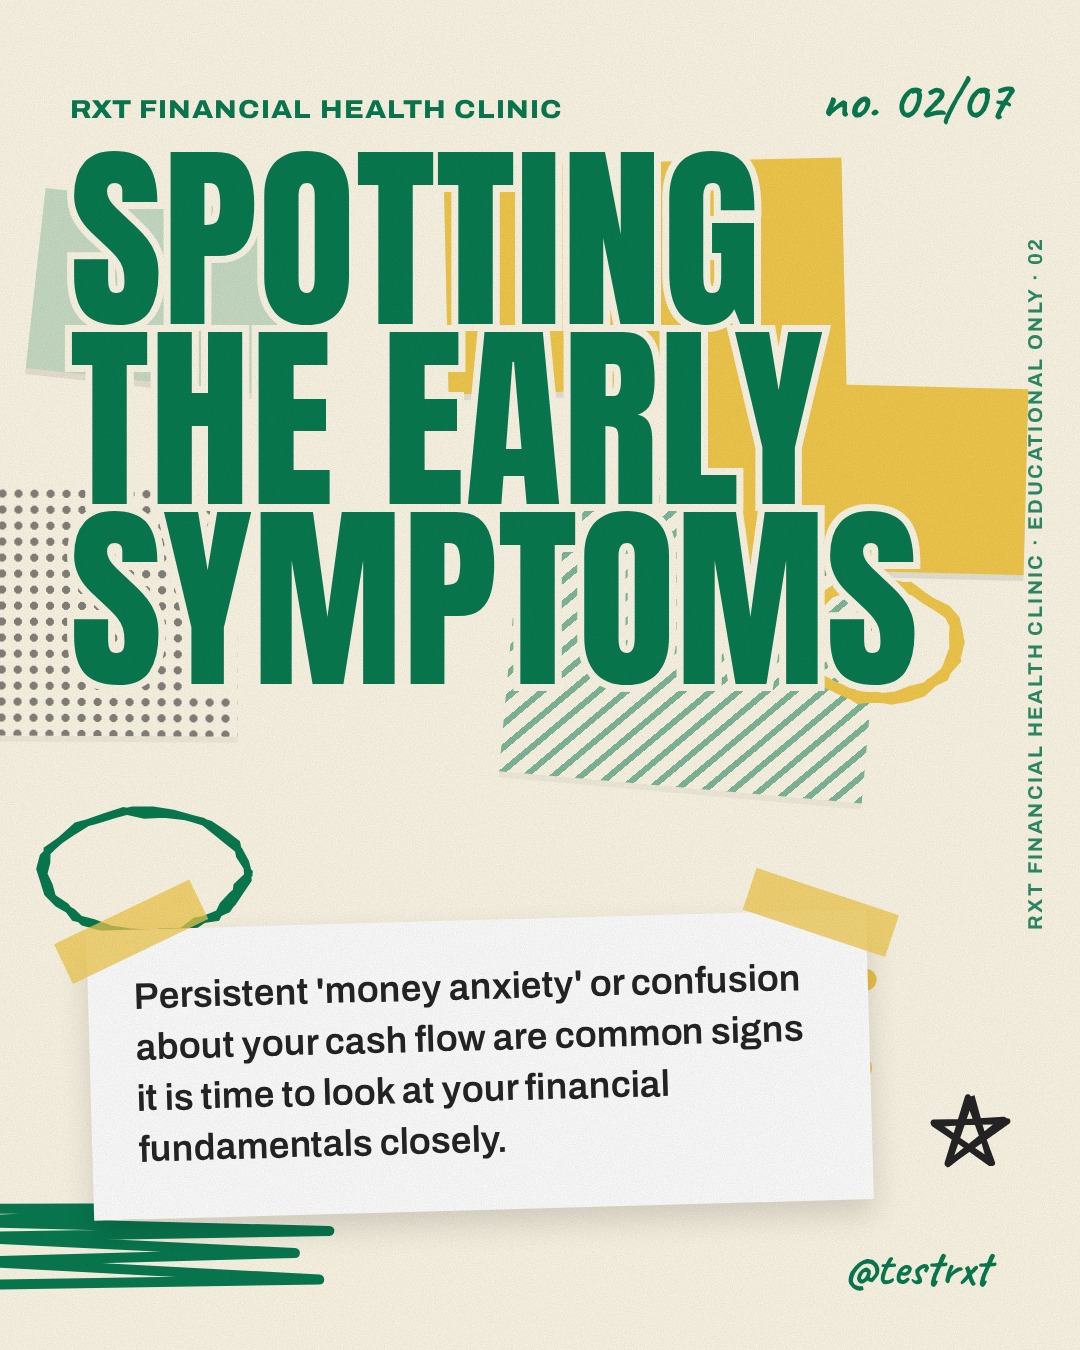 RXT FINANCIAL HEALTH CLINIC
no. 02/07
SPOTTING
THE EARLY
SYMPTOMS
RXT FINANCIAL HEALTH CLINIC · EDUCATIONAL ONLY · 02
Persistent 'money anxiety' or confusion
about your cash flow are common signs
it is time to look at your financial
fundamentals closely.
@testrxt